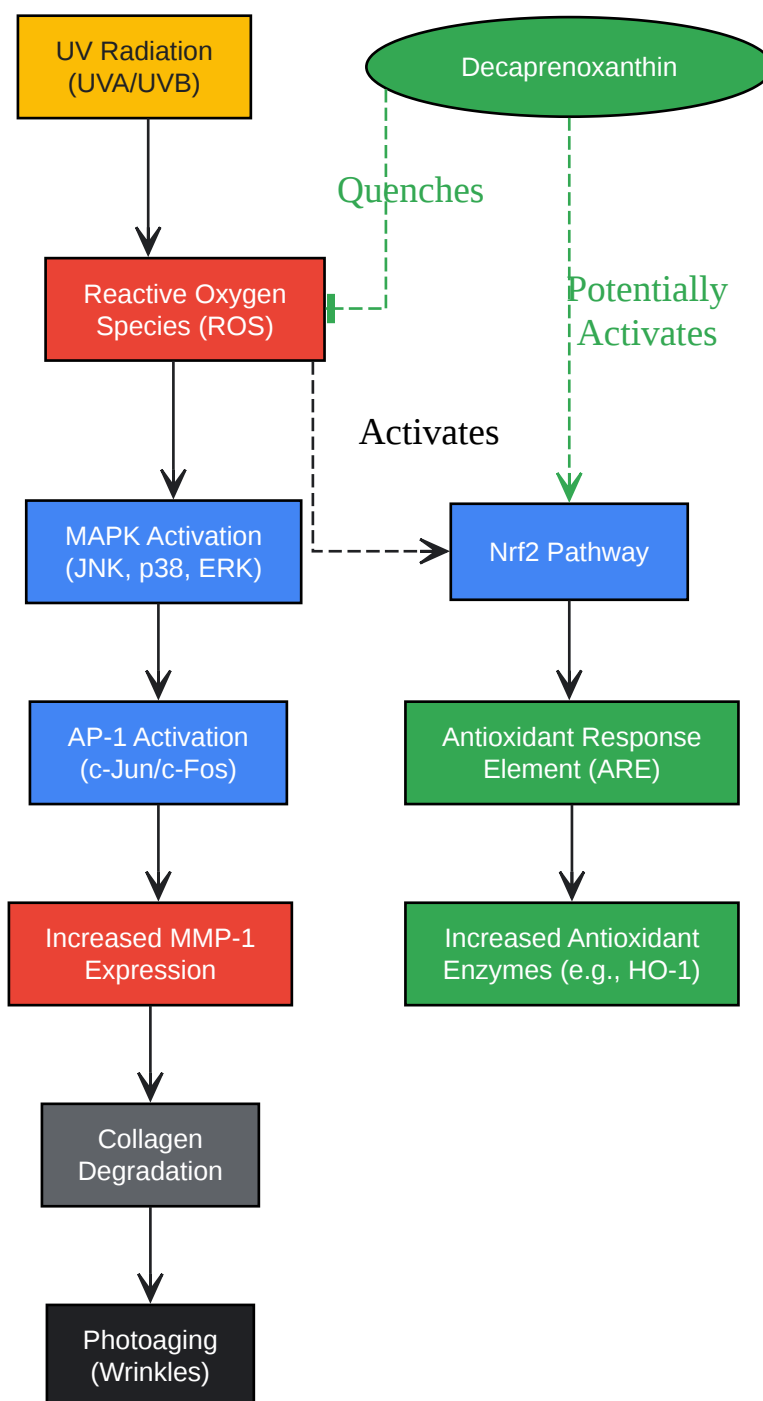 UV Radiation
(UVA/UVB)
Decaprenoxanthin
Quenches
Reactive Oxygen
Species (ROS)
Potentially
Activates
Activates
MAPK Activation
(JNK, p38, ERK)
Nrf2 Pathway
AP-1 Activation
(c-Jun/c-Fos)
Antioxidant Response
Element (ARE)
Increased MMP-1
Expression
Increased Antioxidant
Enzymes (e.g., HO-1)
Collagen
Degradation
Photoaging
(Wrinkles)